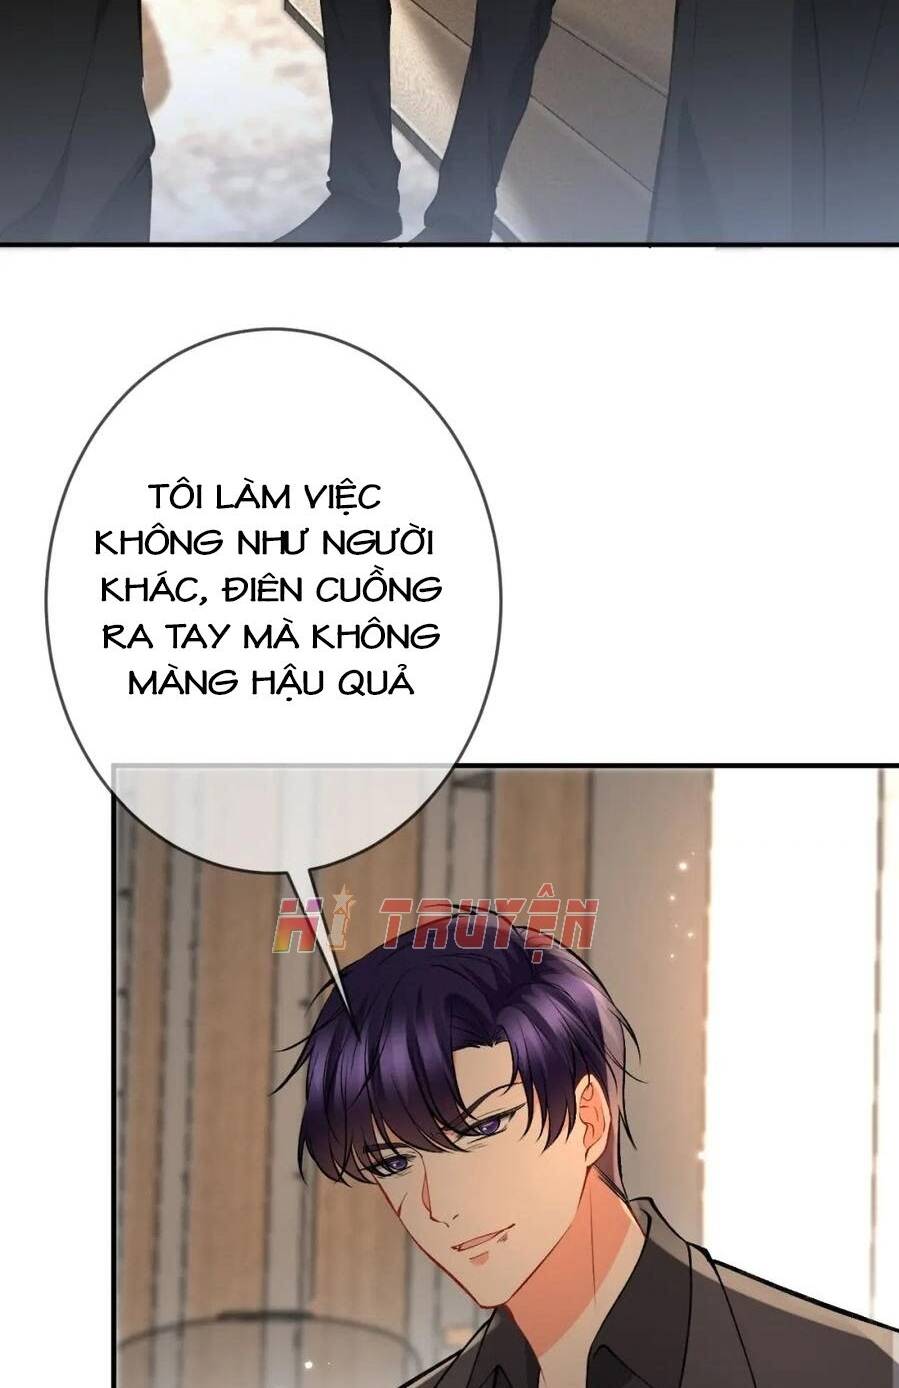 TÔI LÀM VIỆC
KHÔNG NHƯ NGƯỜI
KHÁC, ĐIÊN CUỒNG
RA TAY MÀ KHÔNG
MÀNG HẬU QUẢ
HI TRUYỆN